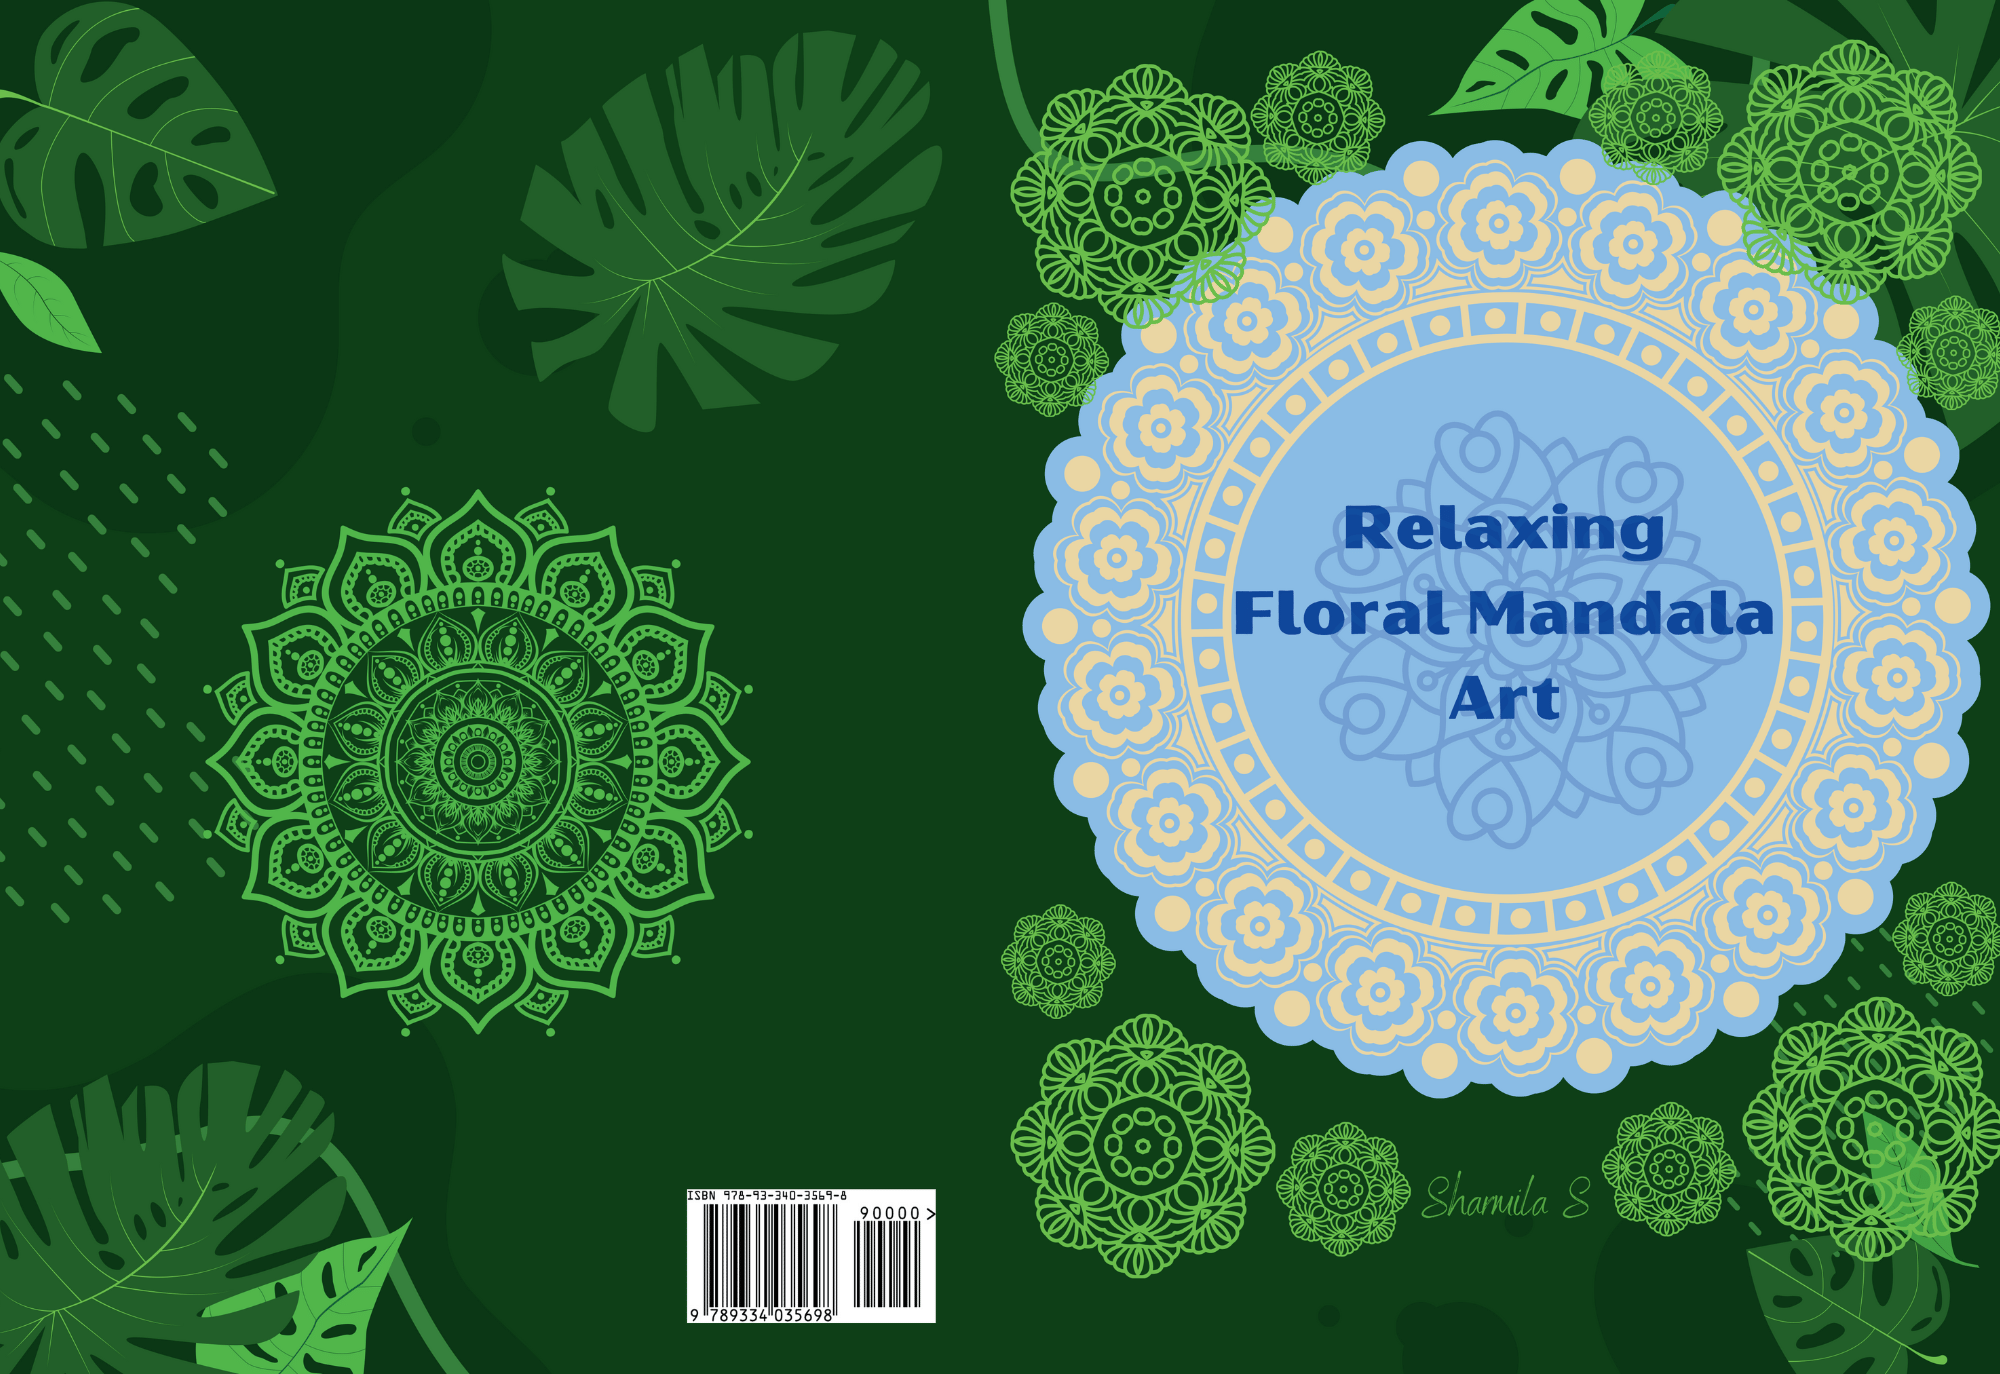 Relaxing
Floral Mandala
Art
Sharmila S
ISBN 978-93-340-3569-8
90000>
9 789334 035698